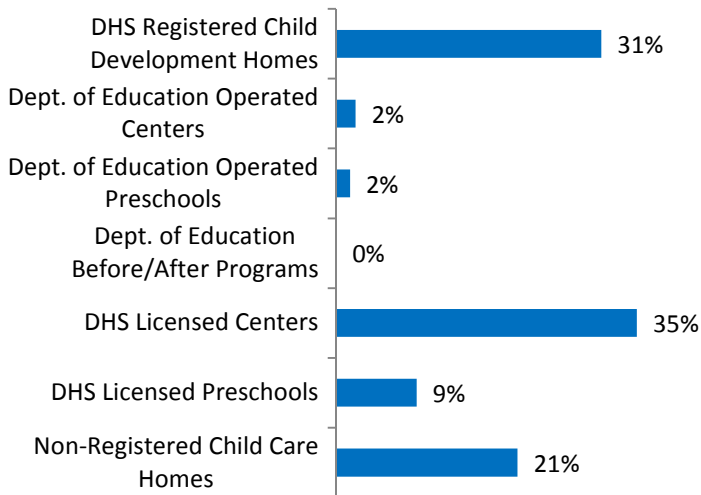 DHS Registered Child
Development Homes
31%
Dept. of Education Operated
Centers
2%
Dept. of Education Operated
Preschools
2%
Dept. of Education
Before/After Programs
0%
DHS Licensed Centers
35%
DHS Licensed Preschools
9%
Non-Registered Child Care
Homes
21%